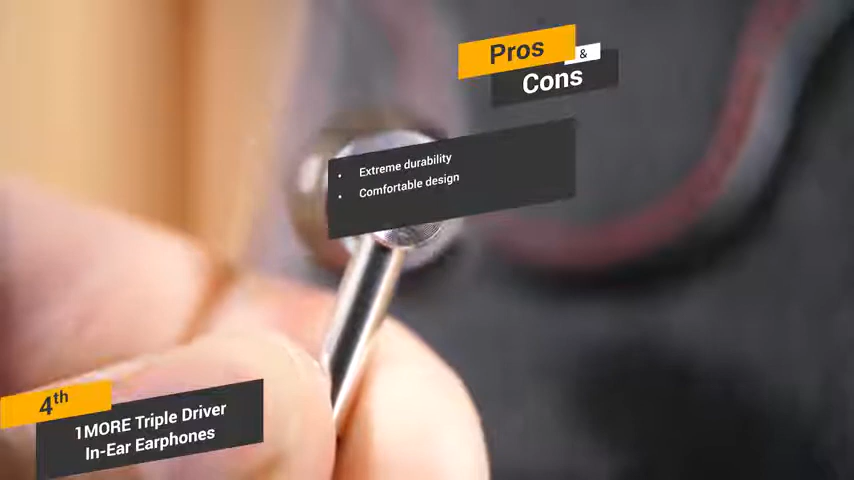 Pros
&
Cons
• Extreme durability
• Comfortable design
4th
1MORE Triple Driver
In-Ear Earphones